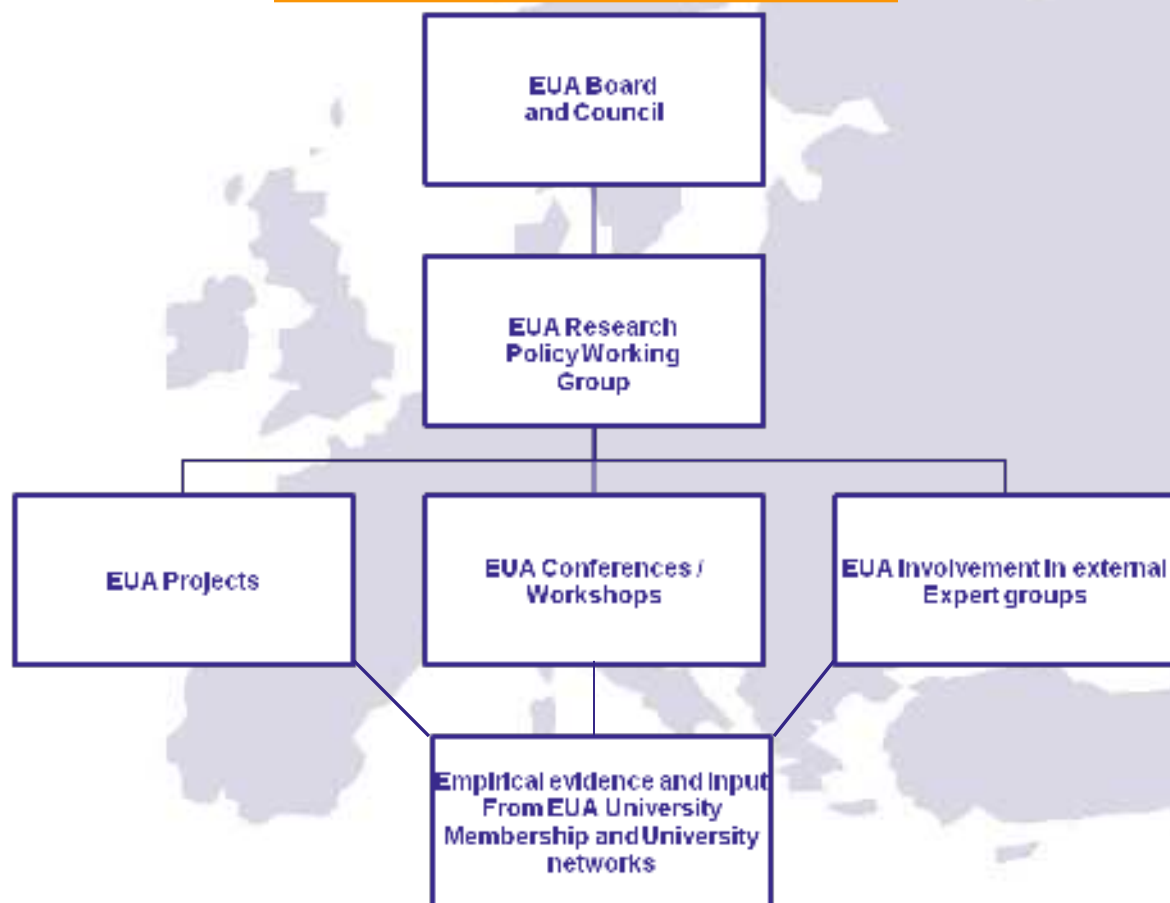 EUA Board
and Council
EUA Research
Policy Working
Group
EUA Projects
EUA Conferences /
Workshops
EUA Involvement in external
Expert groups
Empirical evidence and input
From EUA University
Membership and University
networks